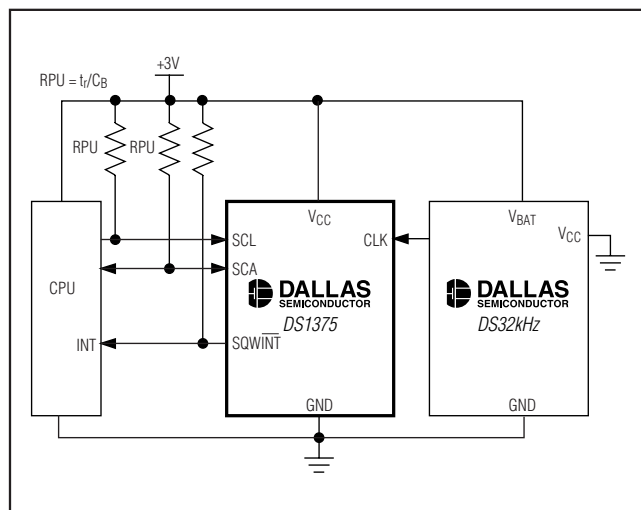 RPU = tr/CB
+3V
RPU
RPU
VCC
VBAT
VCC
SCL
CLK
SCA
CPU
DALLAS
SEMICONDUCTOR
DS1375
DALLAS
SEMICONDUCTOR
DS32kHz
INT
SQWINT
GND
GND